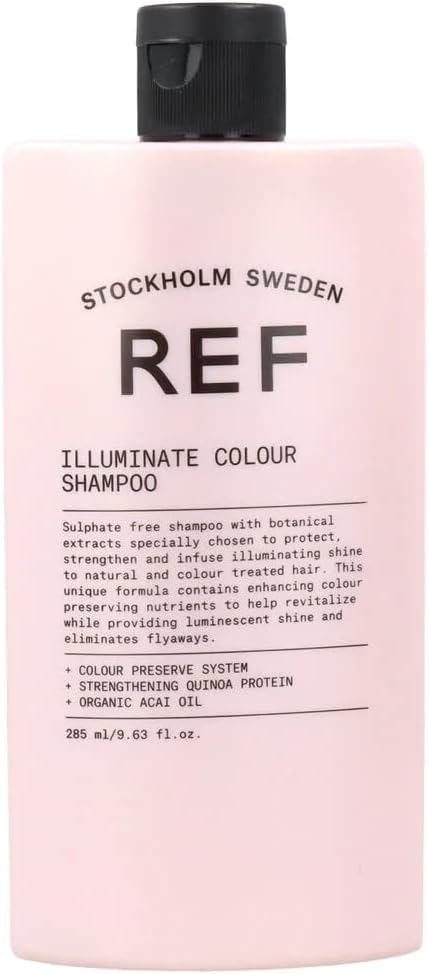 STOCKHOLM SWEDEN
REF
ILLUMINATE COLOUR
SHAMPOO
Sulphate free shampoo with botanical
extracts specially chosen to protect,
strengthen and infuse illuminating shine
to natural and colour treated hair. This
unique formula contains enhancing colour
preserving nutrients to help revitalize
while providing luminescent shine and
eliminates flyaways.
+ COLOUR PRESERVE SYSTEM
+ STRENGTHENING QUINOA PROTEIN
+ ORGANIC ACAI OIL
285 ml/9.63 fl.oz.